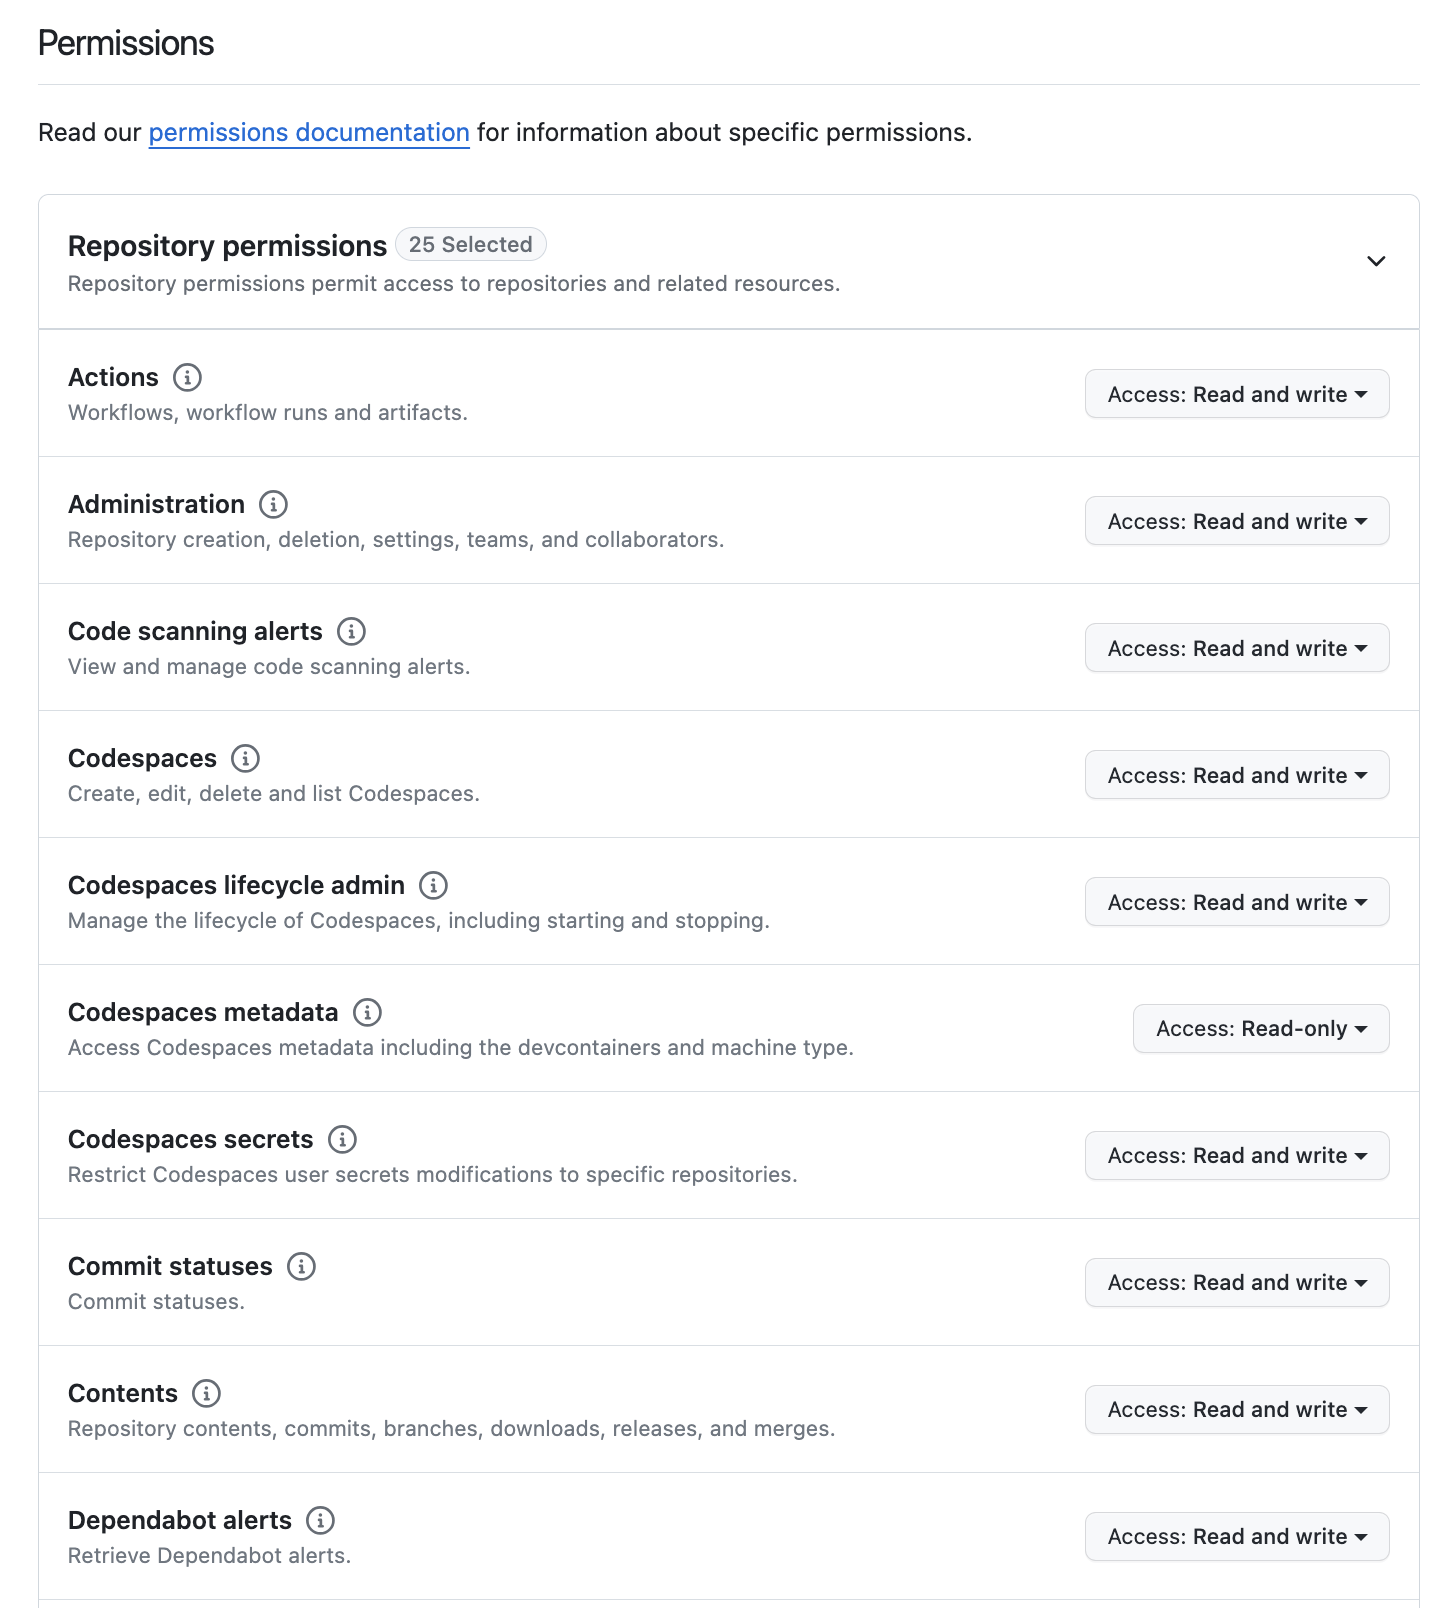 Permissions
Read our permissions documentation for information about specific permissions.
Repository permissions 25 Selected
Repository permissions permit access to repositories and related resources.
Actions
Workflows, workflow runs and artifacts.
Access: Read and write
Administration
Repository creation, deletion, settings, teams, and collaborators.
Access: Read and write
Code scanning alerts
View and manage code scanning alerts.
Access: Read and write
Codespaces
Create, edit, delete and list Codespaces.
Access: Read and write
Codespaces lifecycle admin
Manage the lifecycle of Codespaces, including starting and stopping.
Access: Read and write
Codespaces metadata
Access Codespaces metadata including the devcontainers and machine type.
Access: Read-only
Codespaces secrets
Restrict Codespaces user secrets modifications to specific repositories.
Access: Read and write
Commit statuses
Commit statuses.
Access: Read and write
Contents
Repository contents, commits, branches, downloads, releases, and merges.
Access: Read and write
Dependabot alerts
Retrieve Dependabot alerts.
Access: Read and write